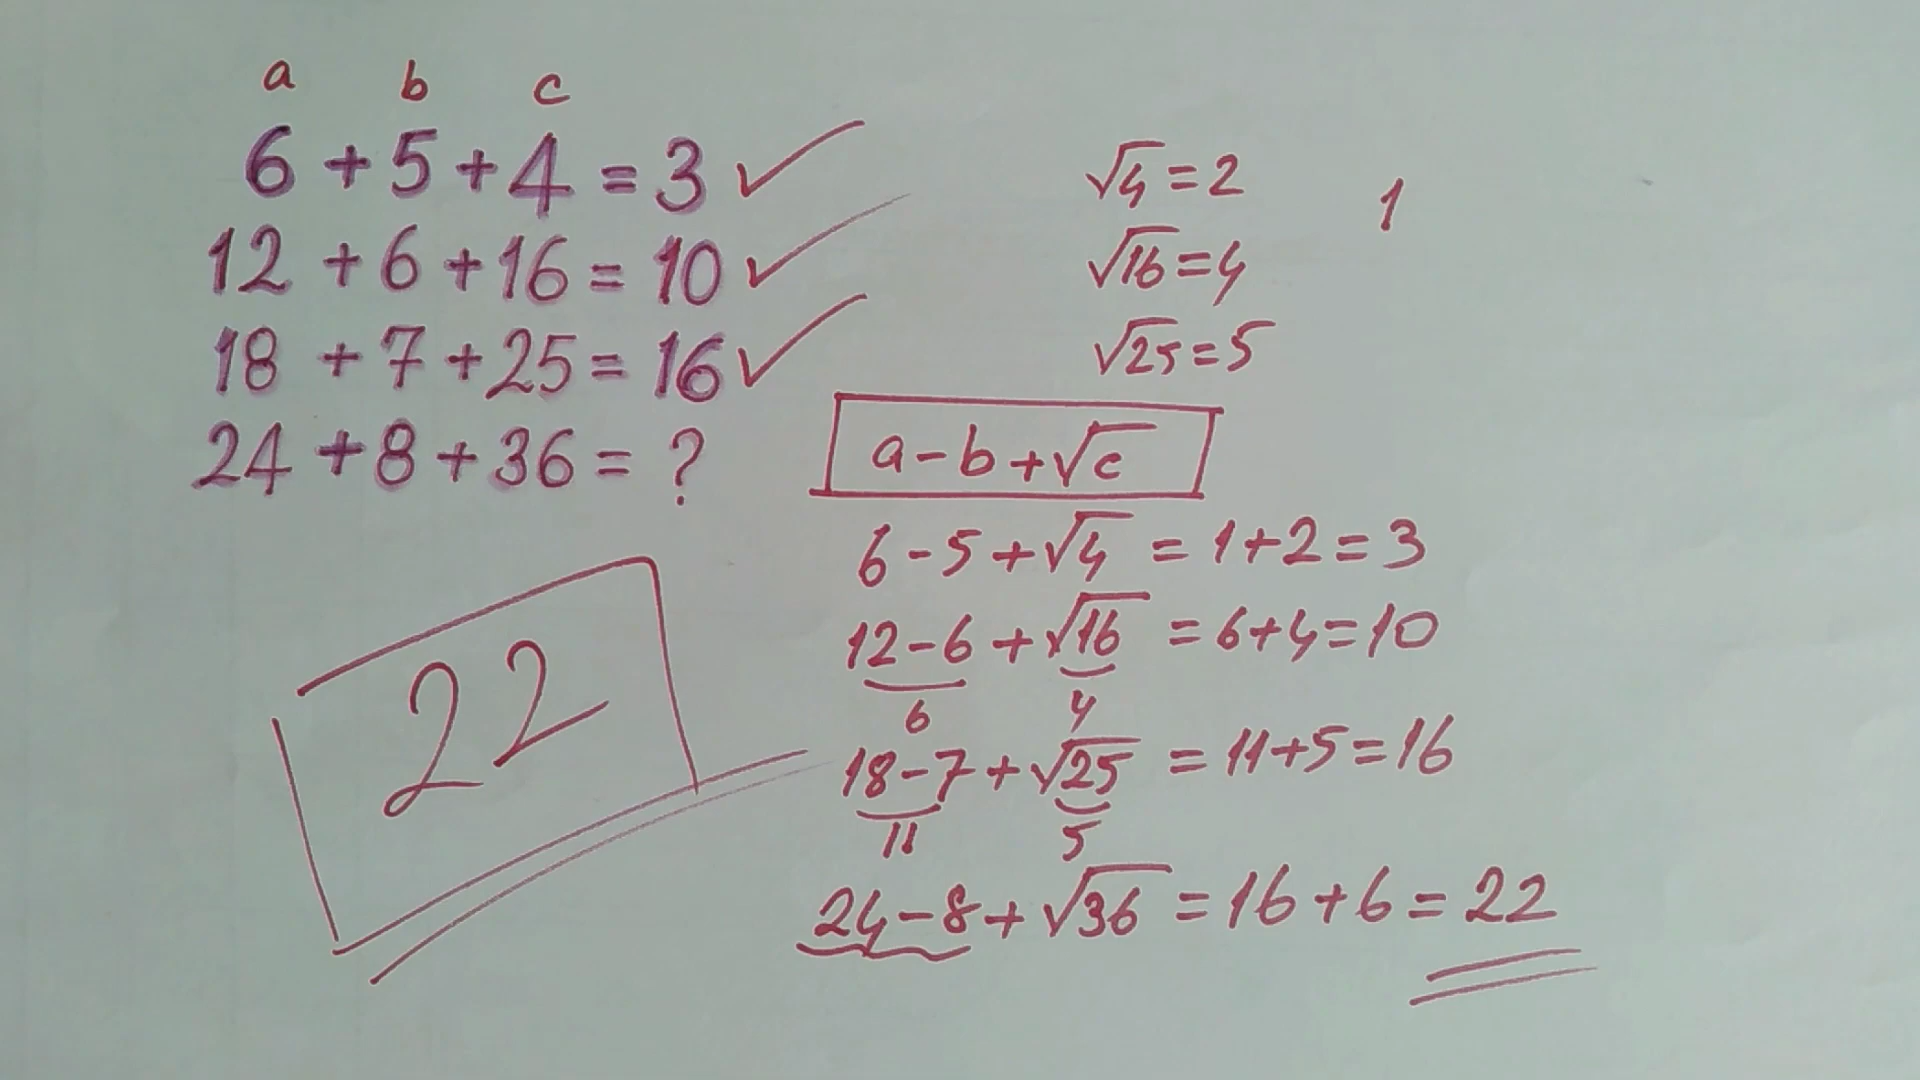 a b c
6 + 5 + 4 = 3 ✓
12 + 6 + 16 = 10 ✓
18 + 7 + 25 = 16 ✓
24 + 8 + 36 = ?
22
√4 = 2
1
√16 = 4
√25 = 5
a - b + √c
6 - 5 + √4 = 1 + 2 = 3
12 - 6 + √16 = 6 + 4 = 10
6 4
18 - 7 + √25 = 11 + 5 = 16
11 5
24 - 8 + √36 = 16 + 6 = 22